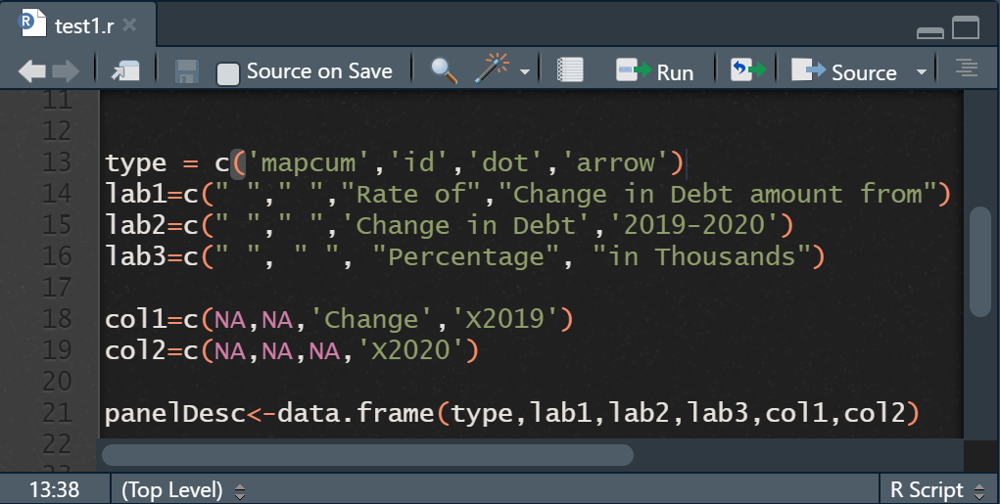 R test1.r ×
Source on Save Run Source
11
12
13 type = c('mapcum','id','dot','arrow')
14 lab1=c(" "," ","Rate of","Change in Debt amount from")
15 lab2=c(" "," ",'Change in Debt','2019-2020')
16 lab3=c(" ", " ", "Percentage", "in Thousands")
17
18 col1=c(NA,NA,'Change','X2019')
19 col2=c(NA,NA,NA,'X2020')
20
21 panelDesc<-data.frame(type,lab1,lab2,lab3,col1,col2)
22
23
13:38 (Top Level) R Script